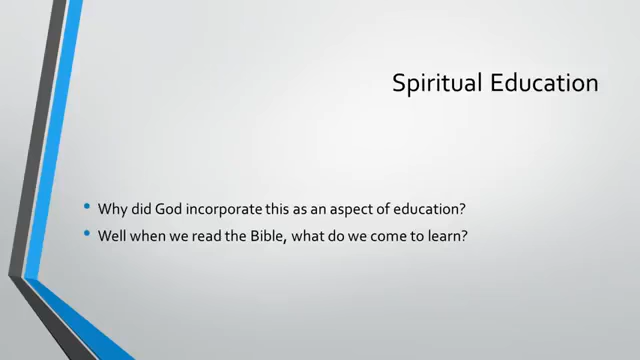 Spiritual Education
Why did God incorporate this as an aspect of education?
Well when we read the Bible, what do we come to learn?